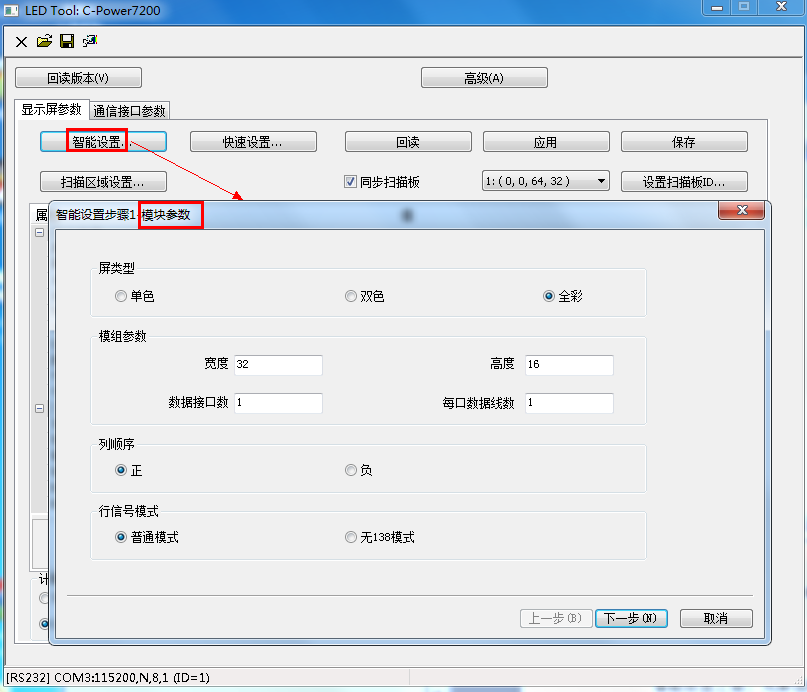 LED Tool: C-Power7200
回读版本(V)
高级(A)
显示屏参数 通信接口参数
智能设置... 快速设置... 回读 应用 保存
扫描区域设置... 同步扫描板 1: ( 0, 0, 64, 32 ) 设置扫描板ID...
属
智能设置步骤1-模块参数
屏类型
单色 双色 全彩
模组参数
宽度 32 高度 16
数据接口数 1 每口数据线数 1
列顺序
正 负
行信号模式
普通模式 无138模式
计
上一步(B) 下一步(N) 取消
[RS232] COM3:115200,N,8,1 (ID=1)